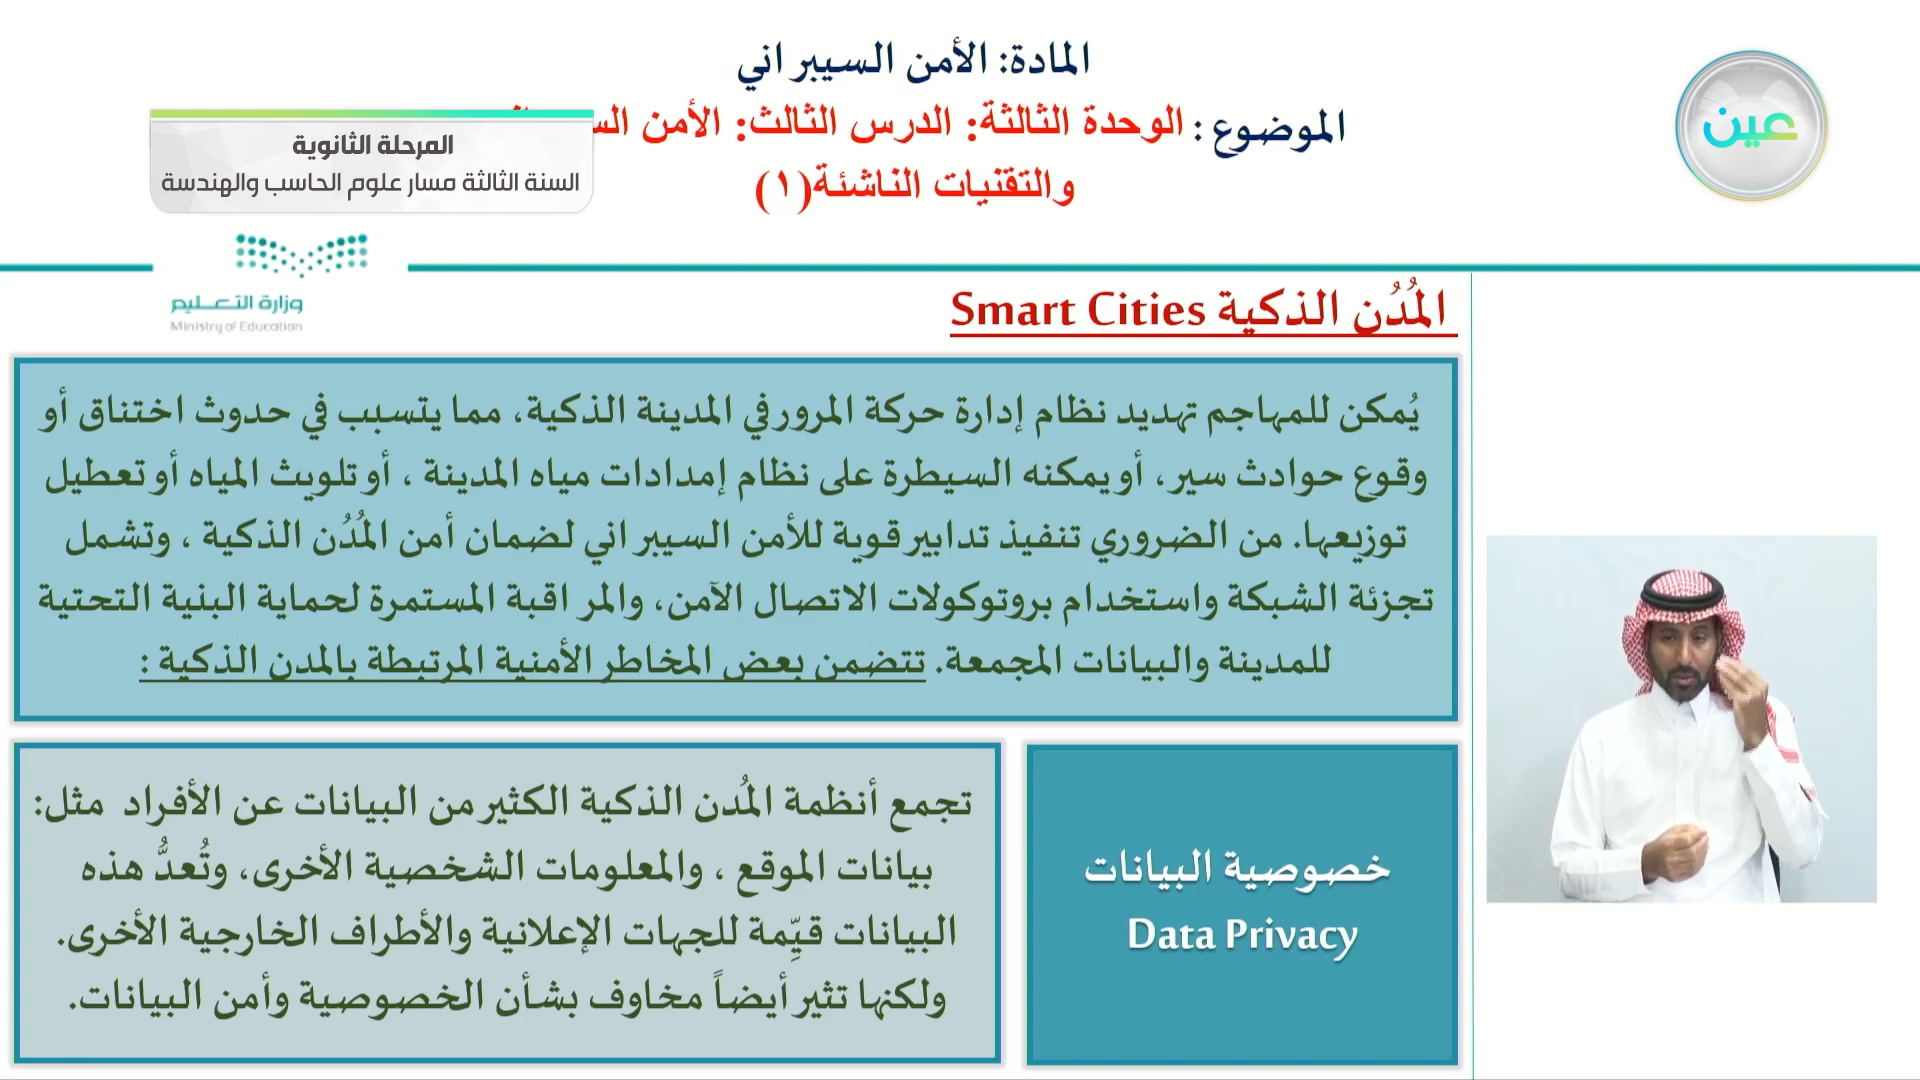 المادة: الأمن السيبراني
الموضوع : الوحدة الثالثة: الدرس الثالث: الأمن
والتقنيات الناشئة(١)
المرحلة الثانوية
السنة الثالثة مسار علوم الحاسب والهندسة
عين
وزارة التعليم
Ministry of Education
المُدُن الذكية Smart Cities
يُمكن للمهاجم تهديد نظام إدارة حركة المرور في المدينة الذكية، مما يتسبب في حدوث اختناق أو
وقوع حوادث سير، أو يمكنه السيطرة على نظام إمدادات مياه المدينة ، أو تلويث المياه أو تعطيل
توزيعها. من الضروري تنفيذ تدابير قوية للأمن السيبراني لضمان أمن المُدُن الذكية ، وتشمل
تجزئة الشبكة واستخدام بروتوكولات الاتصال الآمن، والمراقبة المستمرة لحماية البنية التحتية
للمدينة والبيانات المجمعة. تتضمن بعض المخاطر الأمنية المرتبطة بالمدن الذكية :
خصوصية البيانات
Data Privacy
تجمع أنظمة المُدن الذكية الكثير من البيانات عن الأفراد مثل:
بيانات الموقع ، والمعلومات الشخصية الأخرى، وتُعدُّ هذه
البيانات قيِّمة للجهات الإعلانية والأطراف الخارجية الأخرى.
ولكنها تثير أيضاً مخاوف بشأن الخصوصية وأمن البيانات.